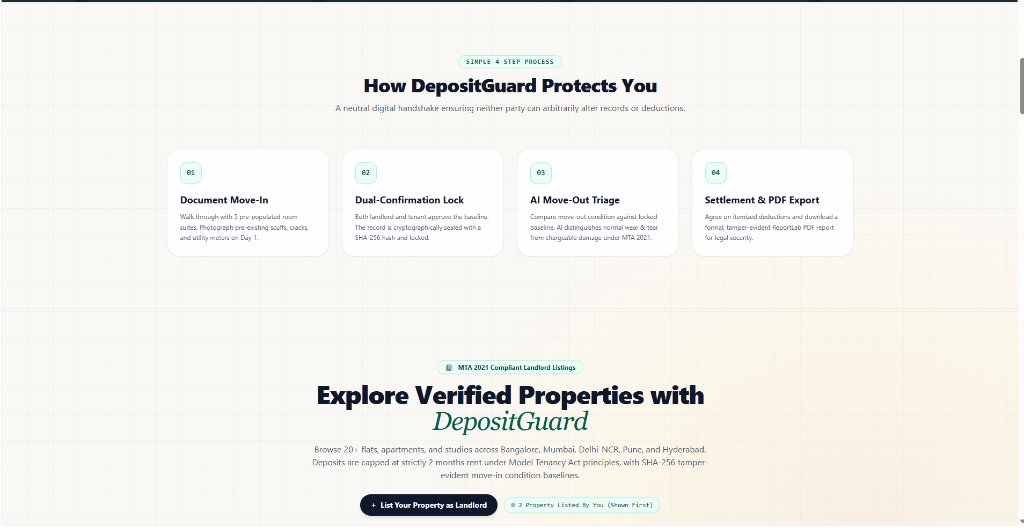 SIMPLE 4-STEP PROCESS
How DepositGuard Protects You
A neutral digital handshake ensuring neither party can arbitrarily alter records or deductions.
01
Document Move-In
Walk through with 5 pre-populated room
suites. Photograph pre-existing scuffs, cracks,
and utility meters on Day 1.
02
Dual-Confirmation Lock
Both landlord and tenant approve the baseline.
The record is cryptographically sealed with a
SHA-256 hash and locked.
03
AI Move-Out Triage
Compare move-out condition against locked
baseline. AI distinguishes normal wear & tear
from chargeable damage under MTA 2021.
04
Settlement & PDF Export
Agree on itemized deductions and download a
formal, tamper-evident ReportLab PDF report
for legal security.
MTA 2021 Compliant Landlord Listings
Explore Verified Properties with
DepositGuard
Browse 20+ flats, apartments, and studios across Bangalore, Mumbai, Delhi-NCR, Pune, and Hyderabad.
Deposits are capped at strictly 2 months rent under Model Tenancy Act principles, with SHA-256 tamper-
evident move-in condition baselines.
+ List Your Property as Landlord
2 Property Listed By You (Shown First)